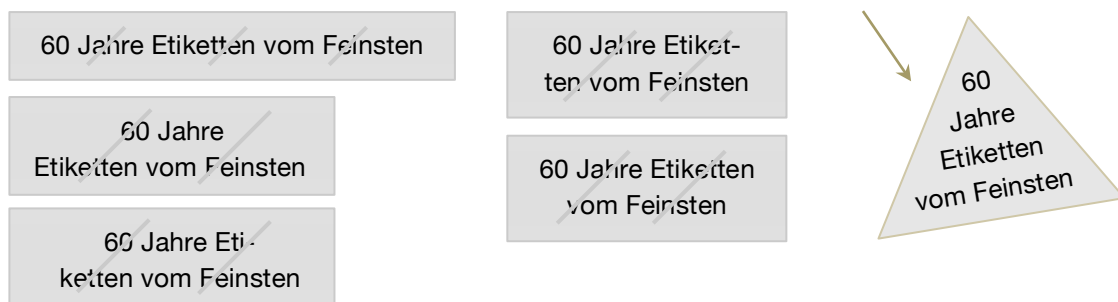 60 Jahre Etiketten vom Feinsten
60 Jahre
Etiketten vom Feinsten
60 Jahre Eti-
ketten vom Feinsten
60 Jahre Etiket-
ten vom Feinsten
60 Jahre Etiketten
vom Feinsten
60
Jahre
Etiketten
vom Feinsten